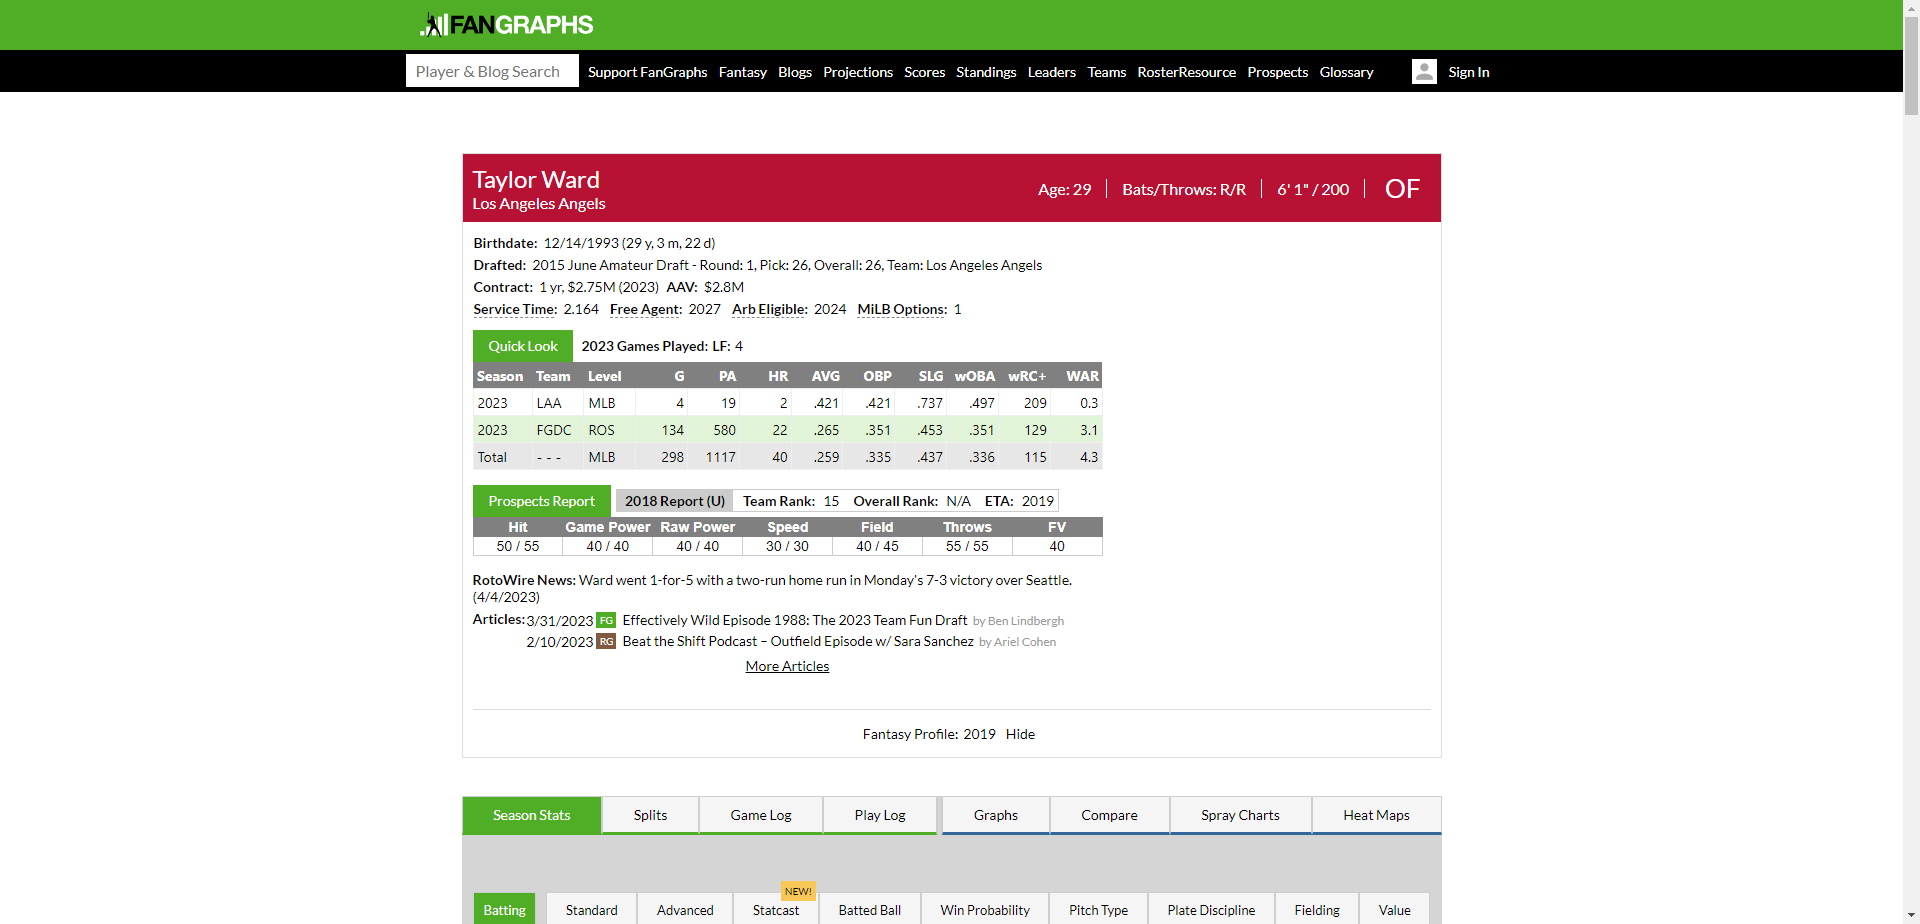 FANGRAPHS
Player & Blog Search Support FanGraphs Fantasy Blogs Projections Scores Standings Leaders Teams RosterResource Prospects Glossary Sign In
Taylor Ward
Los Angeles Angels
Age: 29 Bats/Throws: R/R 6' 1" / 200 OF
Birthdate: 12/14/1993 (29 y, 3 m, 22 d)
Drafted: 2015 June Amateur Draft - Round: 1, Pick: 26, Overall: 26, Team: Los Angeles Angels
Contract: 1 yr, $2.75M (2023) AAV: $2.8M
Service Time: 2.164 Free Agent: 2027 Arb Eligible: 2024 MiLB Options: 1
Quick Look 2023 Games Played: LF: 4
Season Team Level G PA HR AVG OBP SLG wOBA wRC+ WAR
2023 LAA MLB 4 19 2 .421 .421 .737 .497 209 0.3
2023 FGDC ROS 134 580 22 .265 .351 .453 .351 129 3.1
Total - - - MLB 298 1117 40 .259 .335 .437 .336 115 4.3
Prospects Report 2018 Report (U) Team Rank: 15 Overall Rank: N/A ETA: 2019
Hit Game Power Raw Power Speed Field Throws FV
50 / 55 40 / 40 40 / 40 30 / 30 40 / 45 55 / 55 40
RotoWire News: Ward went 1-for-5 with a two-run home run in Monday's 7-3 victory over Seattle.
(4/4/2023)
Articles: 3/31/2023 FG Effectively Wild Episode 1988: The 2023 Team Fun Draft by Ben Lindbergh
2/10/2023 RG Beat the Shift Podcast – Outfield Episode w/ Sara Sanchez by Ariel Cohen
More Articles
Fantasy Profile: 2019 Hide
Season Stats Splits Game Log Play Log Graphs Compare Spray Charts Heat Maps
NEW!
Batting Standard Advanced Statcast Batted Ball Win Probability Pitch Type Plate Discipline Fielding Value